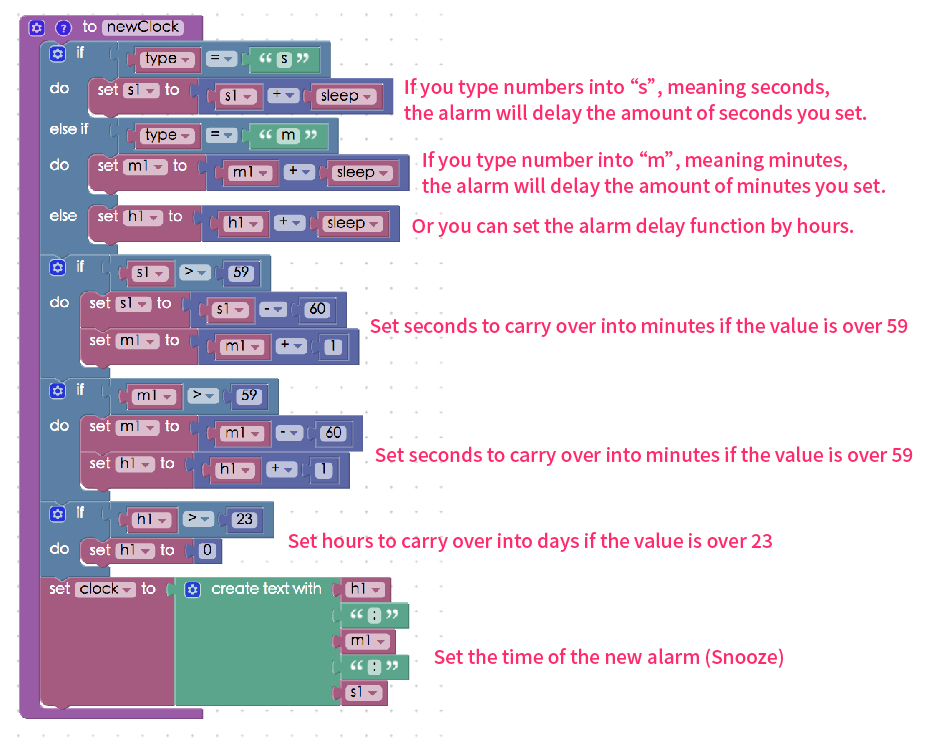 to newClock
if type = “ s ”
do set s1 to s1 + sleep
If you type numbers into “s”, meaning seconds,
the alarm will delay the amount of seconds you set.
else if type = “ m ”
do set m1 to m1 + sleep
If you type number into “m”, meaning minutes,
the alarm will delay the amount of minutes you set.
else set h1 to h1 + sleep
Or you can set the alarm delay function by hours.
if s1 > 59
do set s1 to s1 - 60
set m1 to m1 + 1
Set seconds to carry over into minutes if the value is over 59
if m1 > 59
do set m1 to m1 - 60
set h1 to h1 + 1
Set seconds to carry over into minutes if the value is over 59
if h1 > 23
do set h1 to 0
Set hours to carry over into days if the value is over 23
set clock to create text with h1
“ : ”
m1
“ : ”
s1
Set the time of the new alarm (Snooze)